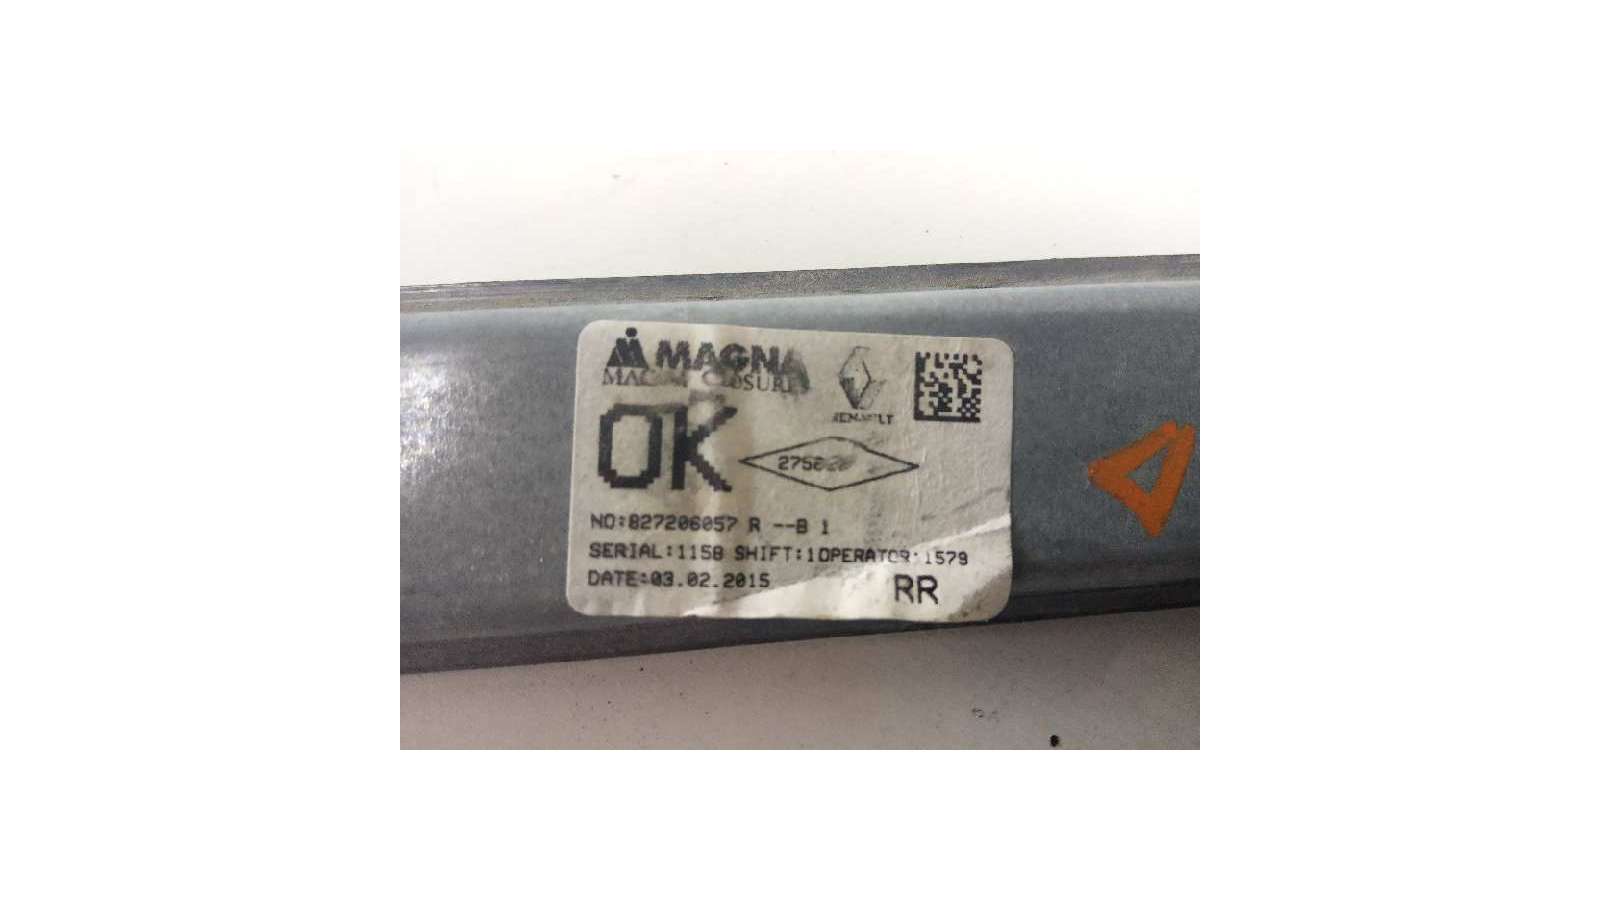 MAGNA
OK
RENAULT
NO:827206057 R --B 1
SERIAL:1158 SHIFT:1OPERATOR:1579
DATE:03.02.2015
RR